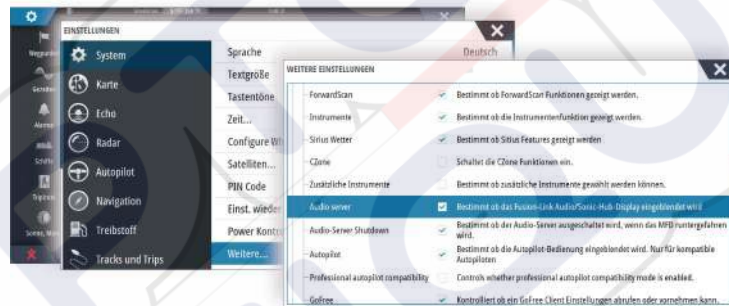 EINSTELLUNGEN
System
Karte
Echo
Radar
Autopilot
Navigation
Treibstoff
Tracks und Trips
Sprache
Deutsch
Textgröße
Tastentöne
Zeit...
Configure
Satelliten...
PIN Code
Einst. wieder
Power
Weitere...
WEITERE EINSTELLUNGEN
ForwardScan Bestimmt ob ForwardScan Funktionen gezeigt werden.
Instrumente Bestimmt ob die Instrumentenfunktion gezeigt werden.
Sirius Wetter Bestimmt ob Sitius Features gezeigt werden
CZone Schaltet die CZone Funktionen ein.
Zusätzliche Instrumente Bestimmt ob zusätzliche Instrumente gewählt werden können.
Audio server Bestimmt ob das Fusion-Link Audio/Sonic-Hub-Display eingeblendet wird
Audio-Server Shutdown Bestimmt ob der Audio-Server ausgeschaltet wird, wenn das MFD runtergefahren
wird.
Autopilot Bestimmt ob die Autopilot-Bedienung eingeblendet wird. Nur für kompatible
Autopiloten
Professional autopilot compatibility Controls whether professional autopilot compatibility mode is enabled.
GoFree Kontrolliert ob ein GoFree Client Einstellungen abrufen oder vornehmen kann.